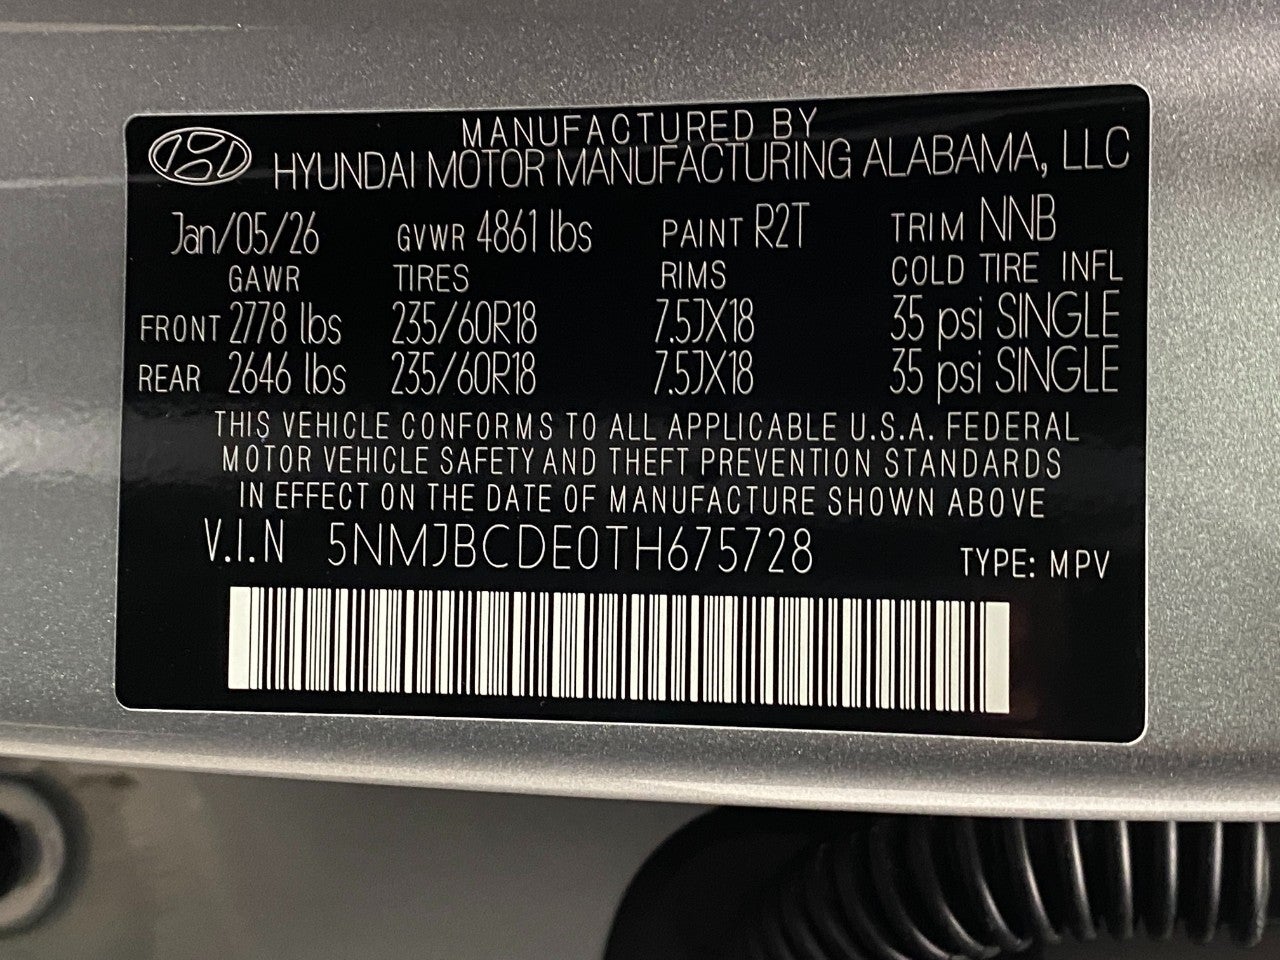 MANUFACTURED BY
HYUNDAI MOTOR MANUFACTURING ALABAMA, LLC
Jan/05/26 GVWR 4861 lbs PAINT R2T TRIM NNB
GAWR TIRES RIMS COLD TIRE INFL
FRONT 2778 lbs 235/60R18 7.5JX18 35 psi SINGLE
REAR 2646 lbs 235/60R18 7.5JX18 35 psi SINGLE
THIS VEHICLE CONFORMS TO ALL APPLICABLE U.S.A. FEDERAL
MOTOR VEHICLE SAFETY AND THEFT PREVENTION STANDARDS
IN EFFECT ON THE DATE OF MANUFACTURE SHOWN ABOVE
V.I.N 5NMJBCDE0TH675728 TYPE: MPV